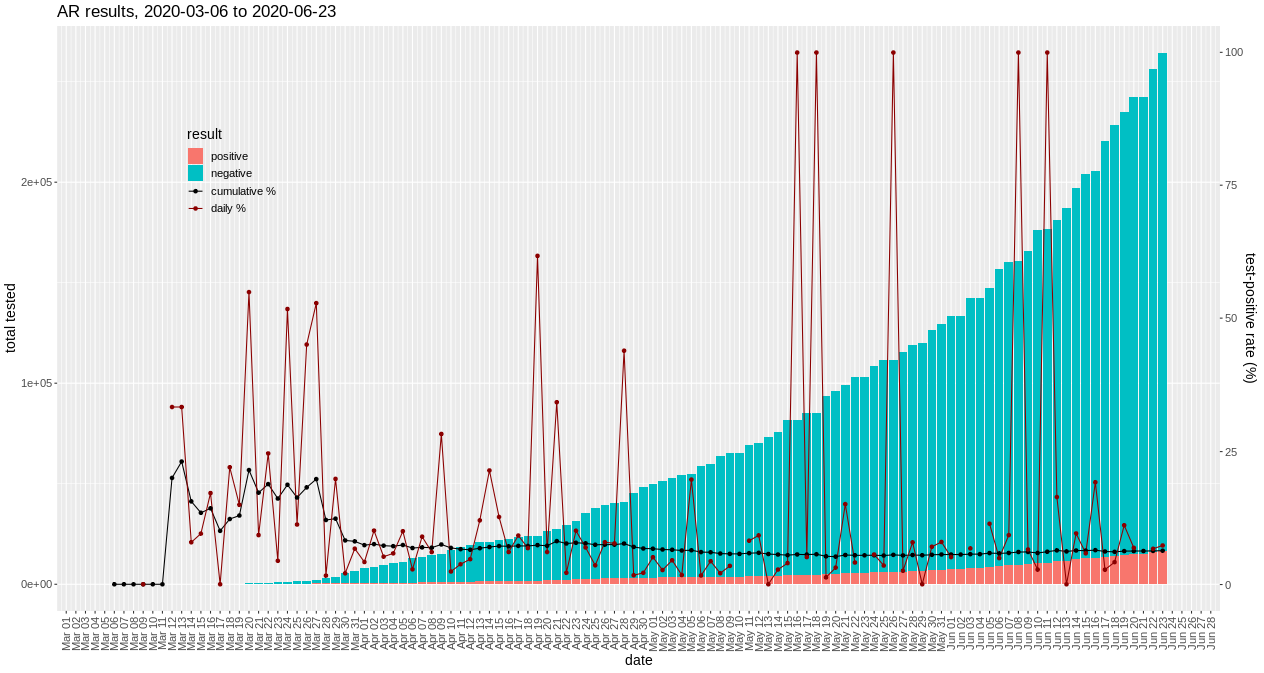 AR results, 2020-03-06 to 2020-06-23
result
positive
negative
cumulative %
daily %
total tested
2e+05
1e+05
0e+00
test-positive rate (%)
100
75
50
25
0
Mar 01
Mar 02
Mar 03
Mar 04
Mar 05
Mar 06
Mar 07
Mar 08
Mar 09
Mar 10
Mar 11
Mar 12
Mar 13
Mar 14
Mar 15
Mar 16
Mar 17
Mar 18
Mar 19
Mar 20
Mar 21
Mar 22
Mar 23
Mar 24
Mar 25
Mar 26
Mar 27
Mar 28
Mar 29
Mar 30
Mar 31
Apr 01
Apr 02
Apr 03
Apr 04
Apr 05
Apr 06
Apr 07
Apr 08
Apr 09
Apr 10
Apr 11
Apr 12
Apr 13
Apr 14
Apr 15
Apr 16
Apr 17
Apr 18
Apr 19
Apr 20
Apr 21
Apr 22
Apr 23
Apr 24
Apr 25
Apr 26
Apr 27
Apr 28
Apr 29
Apr 30
May 01
May 02
May 03
May 04
May 05
May 06
May 07
May 08
May 09
May 10
May 11
May 12
May 13
May 14
May 15
May 16
May 17
May 18
May 19
May 20
May 21
May 22
May 23
May 24
May 25
May 26
May 27
May 28
May 29
May 30
May 31
Jun 01
Jun 02
Jun 03
Jun 04
Jun 05
Jun 06
Jun 07
Jun 08
Jun 09
Jun 10
Jun 11
Jun 12
Jun 13
Jun 14
Jun 15
Jun 16
Jun 17
Jun 18
Jun 19
Jun 20
Jun 21
Jun 22
Jun 23
Jun 24
Jun 25
Jun 26
Jun 27
Jun 28
date